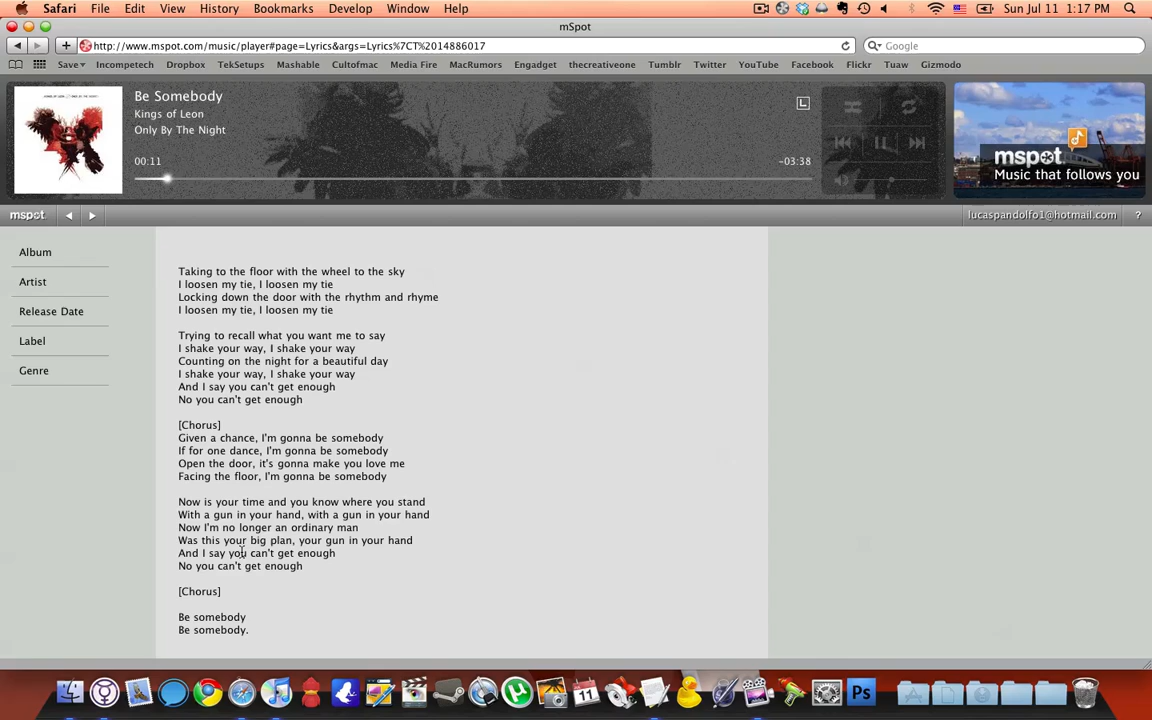 Safari File Edit View History Bookmarks Develop Window Help
Sun Jul 11 1:17 PM
mSpot
http://www.mspot.com/music/player#page=Lyrics&args=Lyrics%7CT%2014886017
Google
Save Incompetech Dropbox TekSetups Mashable Cultofmac Media Fire MacRumors Engadget thecreativeone Tumblr Twitter YouTube Facebook Flickr Tuaw Gizmodo
Be Somebody
Kings of Leon
Only By The Night
00:11
-03:38
L
mspot
Music that follows you
mspot
lucaspandolfo1@hotmail.com ?
Album
Artist
Release Date
Label
Genre
Taking to the floor with the wheel to the sky
I loosen my tie, I loosen my tie
Locking down the door with the rhythm and rhyme
I loosen my tie, I loosen my tie
Trying to recall what you want me to say
I shake your way, I shake your way
Counting on the night for a beautiful day
I shake your way, I shake your way
And I say you can't get enough
No you can't get enough
[Chorus]
Given a chance, I'm gonna be somebody
If for one dance, I'm gonna be somebody
Open the door, it's gonna make you love me
Facing the floor, I'm gonna be somebody
Now is your time and you know where you stand
With a gun in your hand, with a gun in your hand
Now I'm no longer an ordinary man
Was this your big plan, your gun in your hand
And I say you can't get enough
No you can't get enough
[Chorus]
Be somebody
Be somebody.
11
Ps